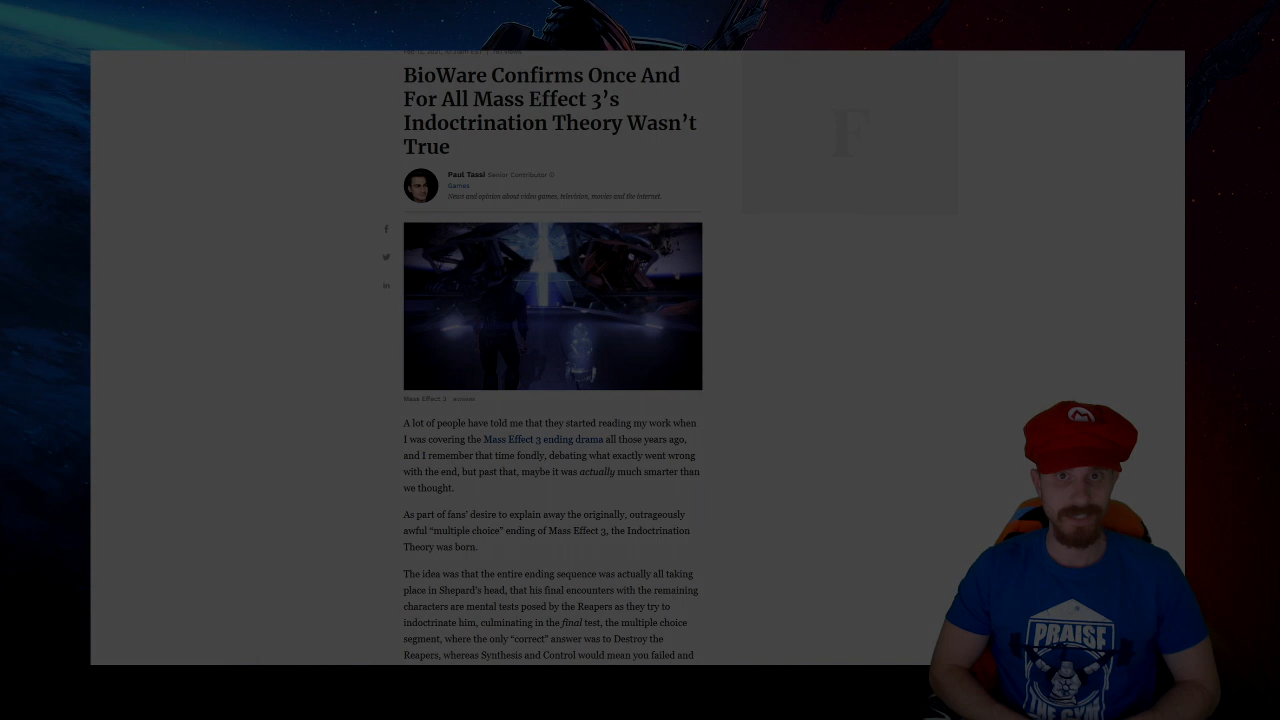 BioWare Confirms Once And
For All Mass Effect 3's
Indoctrination Theory Wasn't
True
Paul Tassi Senior Contributor
Games
News and opinion about video games, television, movies and the internet.
F
f
in
Mass Effect 3
A lot of people have told me that they started reading my work when
I was covering the Mass Effect 3 ending drama all those years ago,
and I remember that time fondly, debating what exactly went wrong
with the end, but past that, maybe it was actually much smarter than
we thought.
As part of fans' desire to explain away the originally, outrageously
awful “multiple choice” ending of Mass Effect 3, the Indoctrination
Theory was born.
The idea was that the entire ending sequence was actually all taking
place in Shepard's head, that his final encounters with the remaining
characters are mental tests posed by the Reapers as they try to
indoctrinate him, culminating in the final test, the multiple choice
segment, where the only “correct” answer was to Destroy the
Reapers, whereas Synthesis and Control would mean you failed and
M
PRAISE
THE GYM